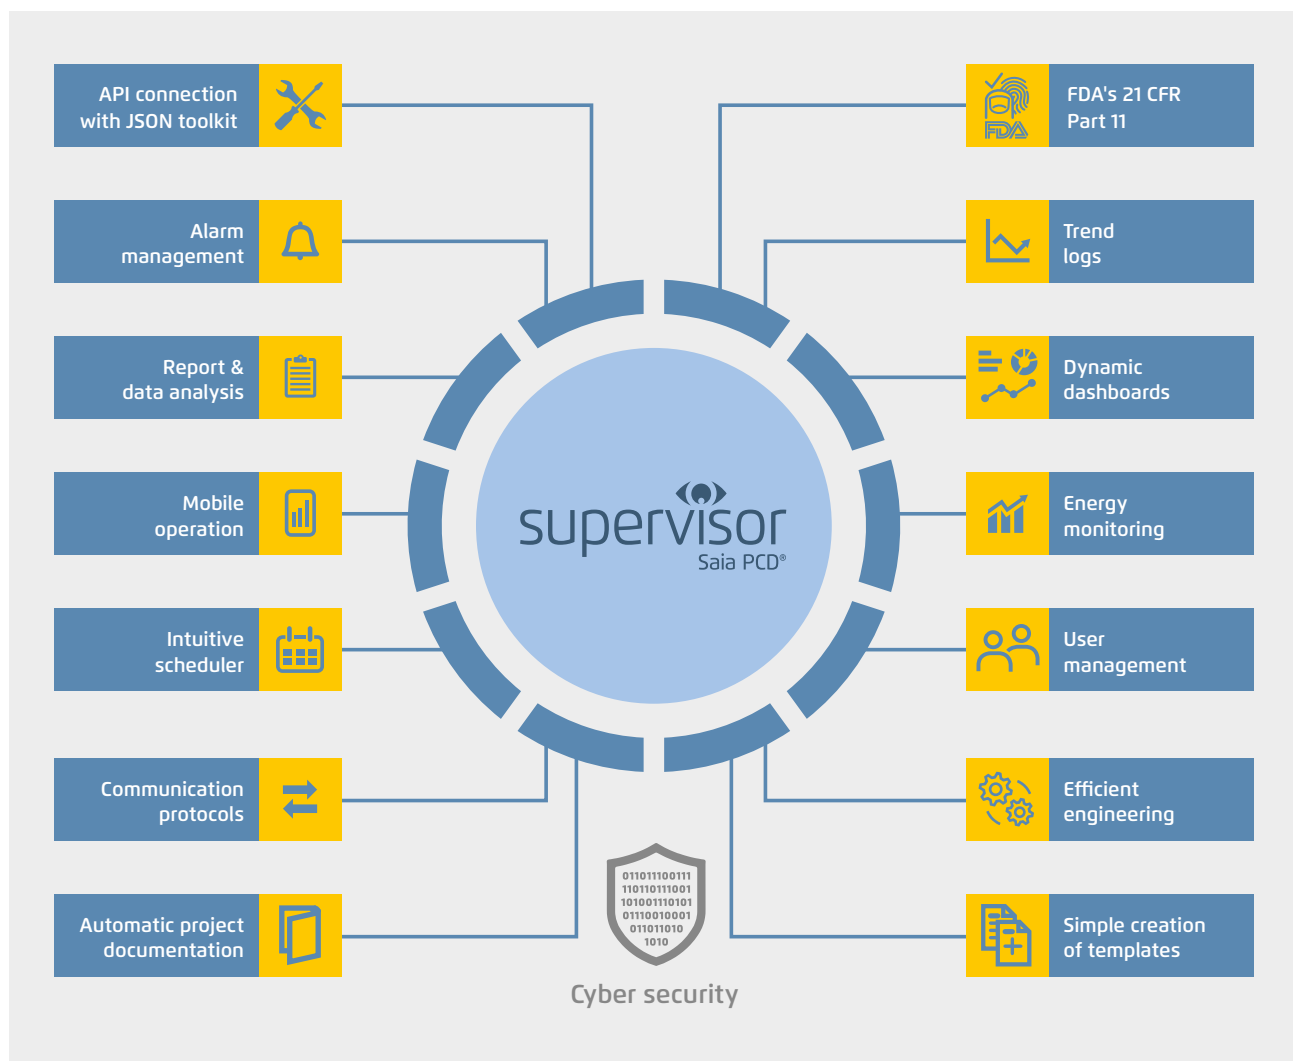 API connection
with JSON toolkit
Alarm
management
Report &
data analysis
Mobile
operation
Intuitive
scheduler
Communication
protocols
Automatic project
documentation
supervisor
Saia PCD®
011011100111
110110111001
101001110101
01110010001
011011010
1010
Cyber security
FDA
FDA's 21 CFR
Part 11
Trend
logs
Dynamic
dashboards
Energy
monitoring
User
management
Efficient
engineering
Simple creation
of templates